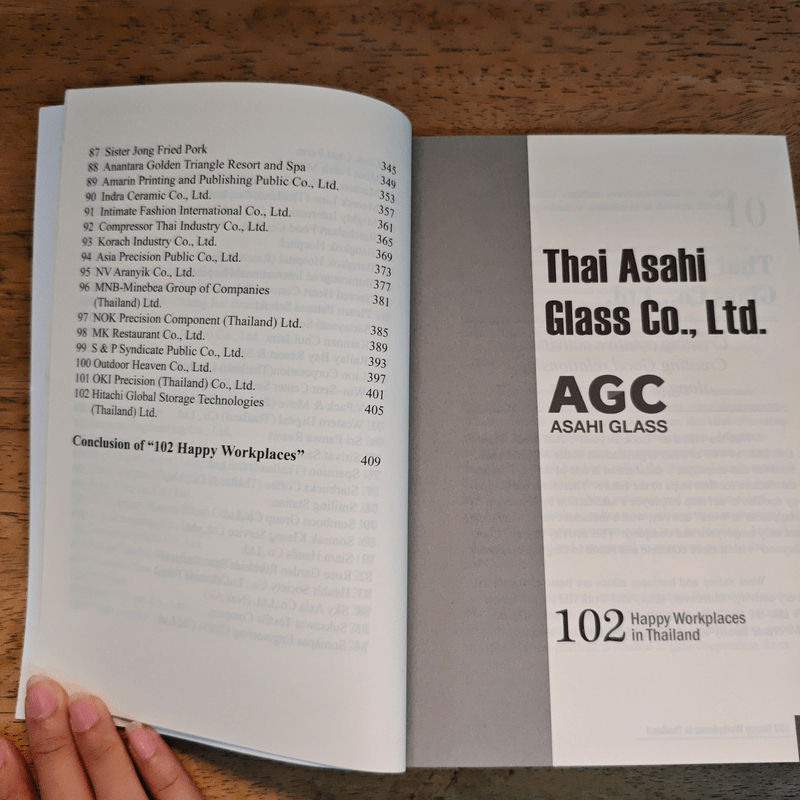 87 Sister Jong Fried Pork 345
88 Anantara Golden Triangle Resort and Spa 349
89 Amarin Printing and Publishing Public Co., Ltd. 353
90 Indra Ceramic Co., Ltd. 357
91 Intimate Fashion International Co., Ltd. 361
92 Compressor Thai Industry Co., Ltd. 365
93 Korach Industry Co., Ltd. 369
94 Asia Precision Public Co., Ltd. 373
95 NV Aranyik Co., Ltd. 377
96 MNB-Minebea Group of Companies 381
(Thailand) Ltd.
97 NOK Precision Component (Thailand) Ltd. 385
98 MK Restaurant Co., Ltd. 389
99 S & P Syndicate Public Co., Ltd. 393
100 Outdoor Heaven Co., Ltd. 397
101 OKI Precision (Thailand) Co., Ltd. 401
102 Hitachi Global Storage Technologies 405
(Thailand) Ltd.
Conclusion of “102 Happy Workplaces” 409
Thai Asahi
Glass Co., Ltd.
AGC
ASAHI GLASS
102 Happy Workplaces
in Thailand